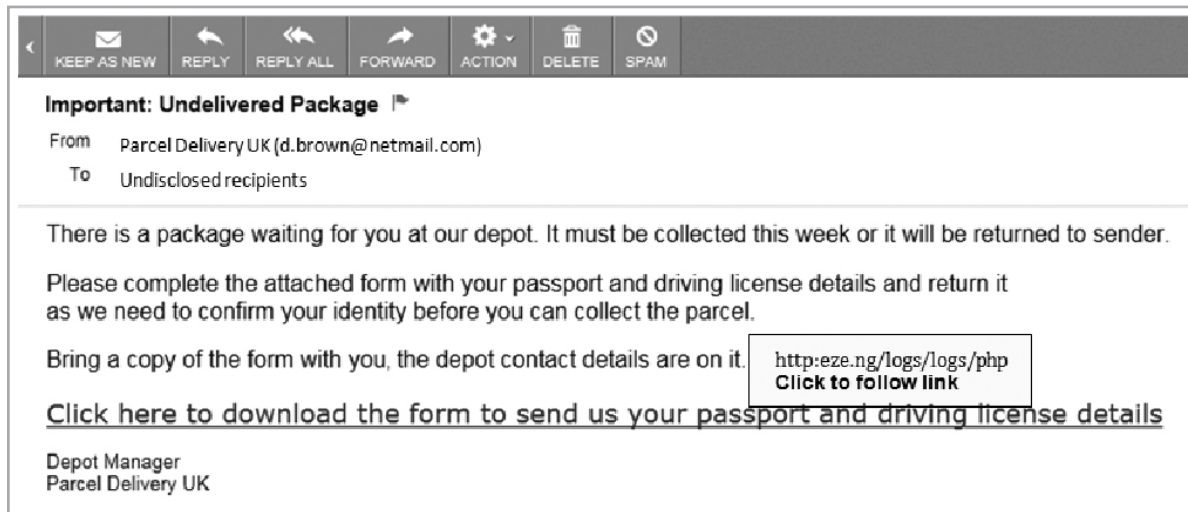 KEEP AS NEW REPLY REPLY ALL FORWARD ACTION DELETE SPAM
Important: Undelivered Package
From Parcel Delivery UK (d.brown@netmail.com)
To Undisclosed recipients
There is a package waiting for you at our depot. It must be collected this week or it will be returned to sender.
Please complete the attached form with your passport and driving license details and return it
as we need to confirm your identity before you can collect the parcel.
Bring a copy of the form with you, the depot contact details are on it.
http:eze.ng/logs/logs/php
Click to follow link
Click here to download the form to send us your passport and driving license details
Depot Manager
Parcel Delivery UK